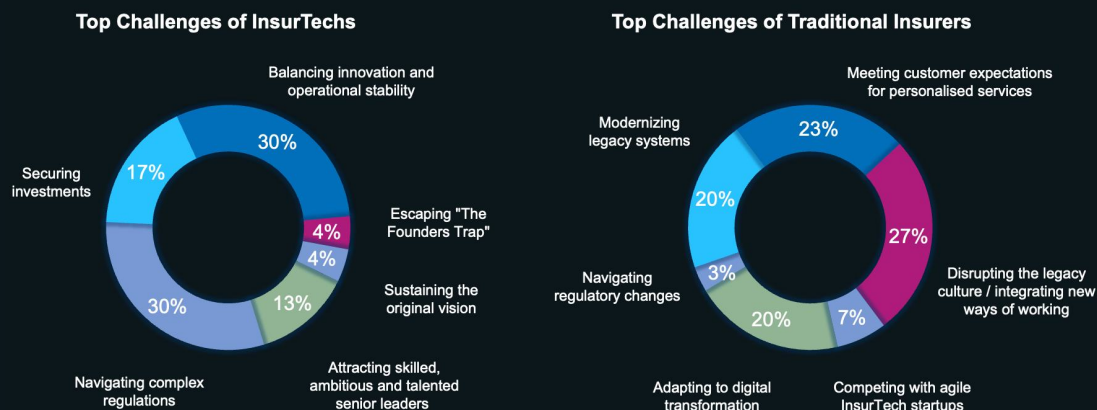 Top Challenges of InsurTechs
Balancing innovation and
operational stability
30%
Securing
investments
17%
Escaping "The
Founders Trap"
4%
4%
Sustaining the
original vision
13%
30%
Navigating complex
regulations
Attracting skilled,
ambitious and talented
senior leaders
Top Challenges of Traditional Insurers
Meeting customer expectations
for personalised services
Modernizing
legacy systems
23%
20%
27%
Navigating
regulatory changes
3%
Disrupting the legacy
culture / integrating new
ways of working
20%
7%
Adapting to digital
transformation
Competing with agile
InsurTech startups